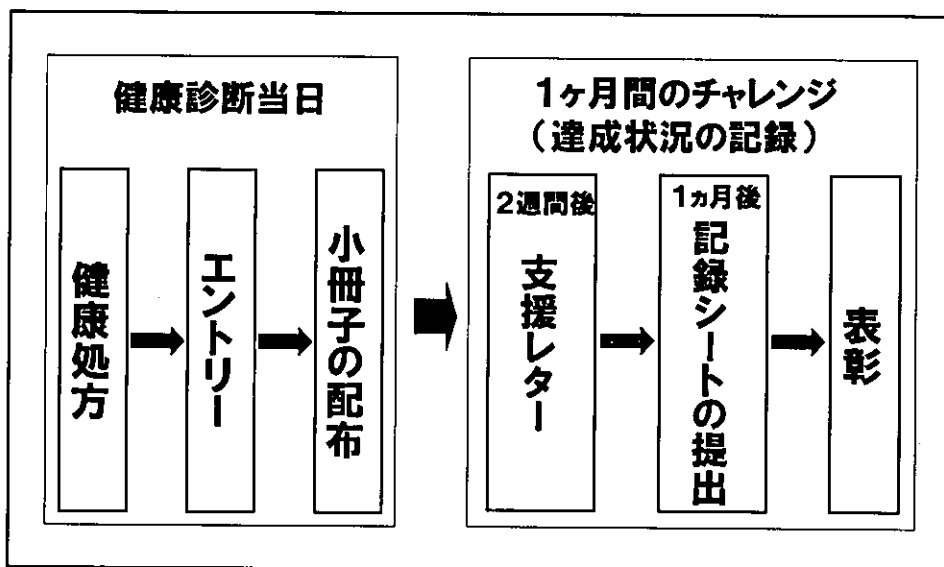 健康診断当日
健康処方
エントリー
小冊子の配布
1ヶ月間のチャレンジ
(達成状況の記録)
2週間後
支援レター
1ヵ月後
記録シートの提出
表彰